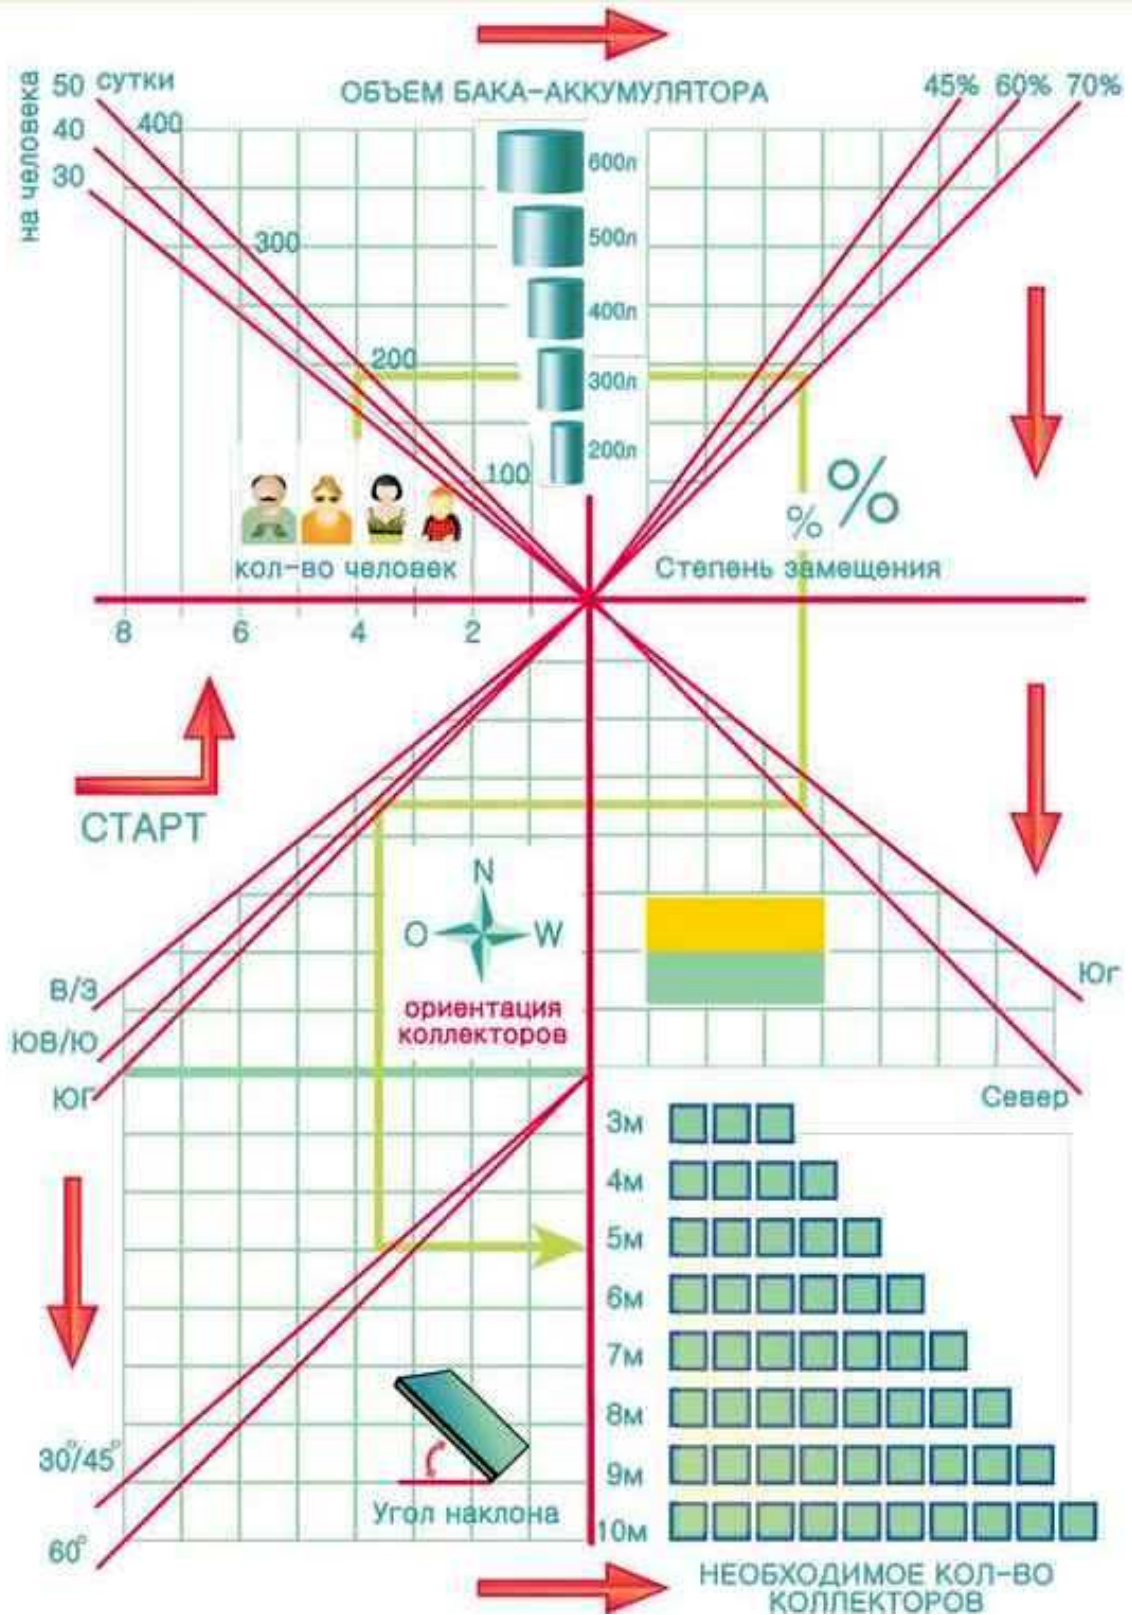 на человека
50 сутки
40
30
ОБЪЕМ БАКА-АККУМУЛЯТОРА
45% 60% 70%
400
300
200
100
600л
500л
400л
300л
200л
% %
кол-во человек
Степень замещения
8 6 4 2
СТАРТ
N
O W
ориентация
коллекторов
В/З
ЮВ/Ю
ЮГ
Юг
Север
3м
4м
5м
6м
7м
8м
9м
10м
30°/45°
60°
Угол наклона
НЕОБХОДИМОЕ КОЛ-ВО
КОЛЛЕКТОРОВ